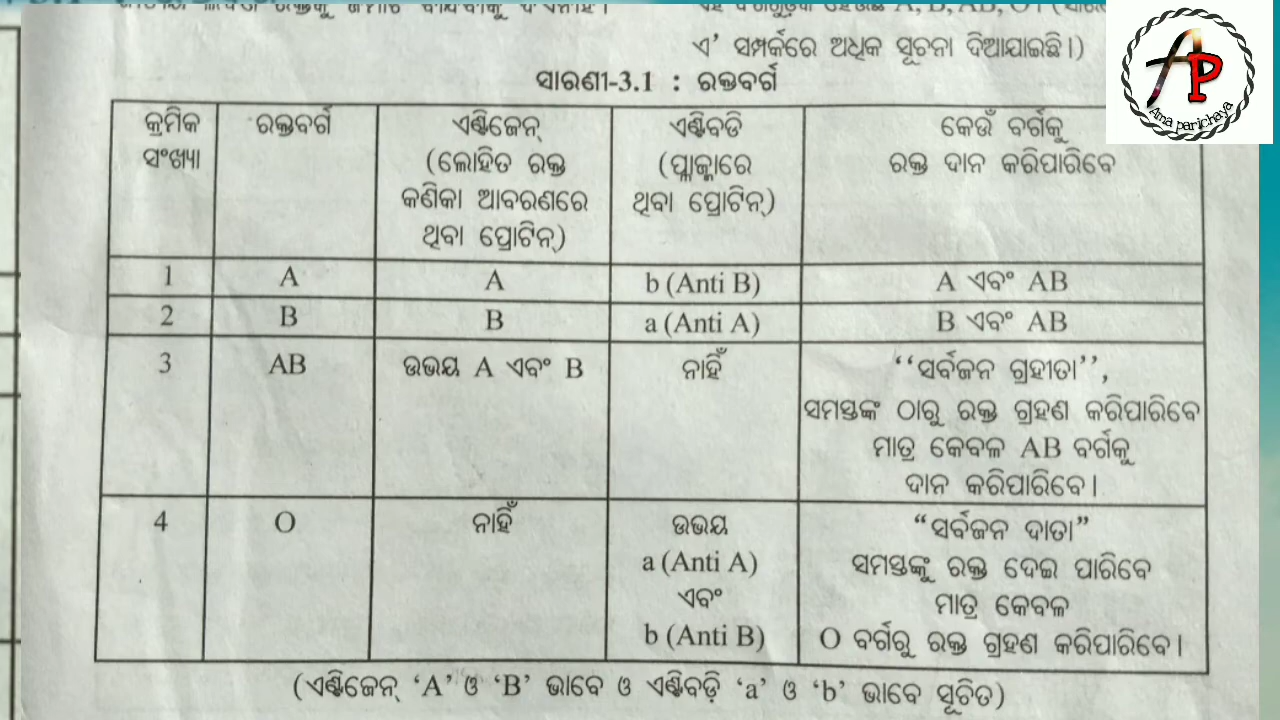 ଏ’ ସମ୍ପର୍କରେ ଅଧିକ ସୂଚନା ଦିଆଯାଇଛି।)
ସାରଣୀ-3.1 : ରକ୍ତବର୍ଗ
କ୍ରମିକ ସଂଖ୍ୟା
ରକ୍ତବର୍ଗ
ଏଣ୍ଟିଜେନ୍
(ଲୋହିତ ରକ୍ତ
କଣିକା ଆବରଣରେ
ଥିବା ପ୍ରୋଟିନ୍)
ଏଣ୍ଟିବଡି
(ପ୍ଲାଜ୍ମାରେ
ଥିବା ପ୍ରୋଟିନ୍)
କେଉଁ ବର୍ଗକୁ
ରକ୍ତ ଦାନ କରିପାରିବେ
1 A A b (Anti B) A ଏବଂ AB
2 B B a (Anti A) B ଏବଂ AB
3 AB ଉଭୟ A ଏବଂ B ନାହିଁ ‘‘ସର୍ବଜନ ଗ୍ରହୀତା’’,
ସମସ୍ତଙ୍କ ଠାରୁ ରକ୍ତ ଗ୍ରହଣ କରିପାରିବେ
ମାତ୍ର କେବଳ AB ବର୍ଗକୁ
ଦାନ କରିପାରିବେ।
4 O ନାହିଁ
ଉଭୟ
a (Anti A)
ଏବଂ
b (Anti B)
“ସର୍ବଜନ ଦାତା”
ସମସ୍ତଙ୍କୁ ରକ୍ତ ଦେଇ ପାରିବେ
ମାତ୍ର କେବଳ
O ବର୍ଗରୁ ରକ୍ତ ଗ୍ରହଣ କରିପାରିବେ।
(ଏଣ୍ଟିଜେନ୍ ‘A’ ଓ ‘B’ ଭାବେ ଓ ଏଣ୍ଟିବଡ଼ି ‘a’ ଓ ‘b’ ଭାବେ ସୂଚିତ)
AP
Ama parichaya